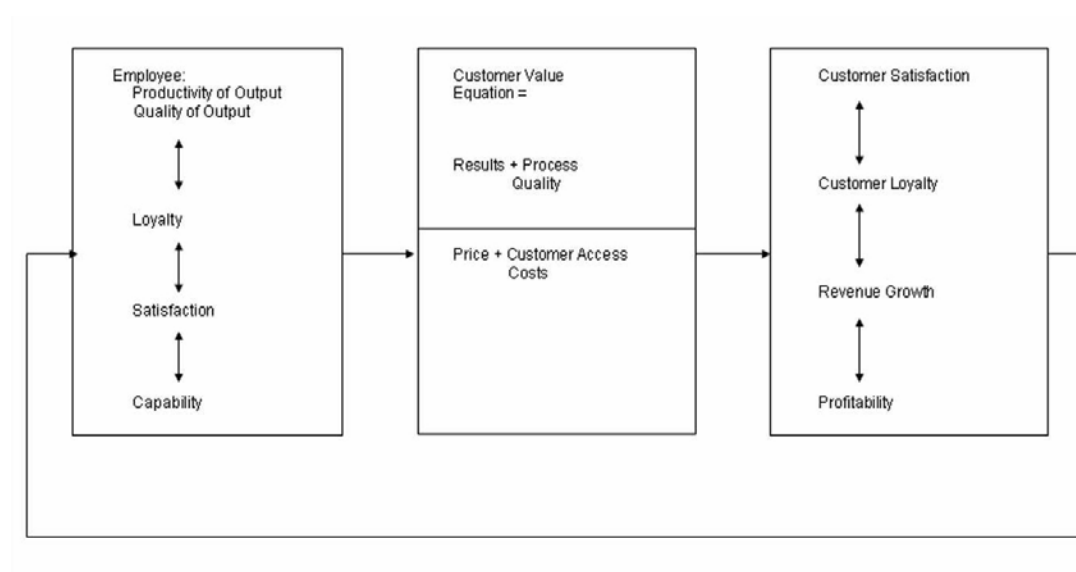 Employee:
Productivity of Output
Quality of Output
Loyalty
Satisfaction
Capability
Customer Value
Equation =
Results + Process
Quality
Price + Customer Access
Costs
Customer Satisfaction
Customer Loyalty
Revenue Growth
Profitability